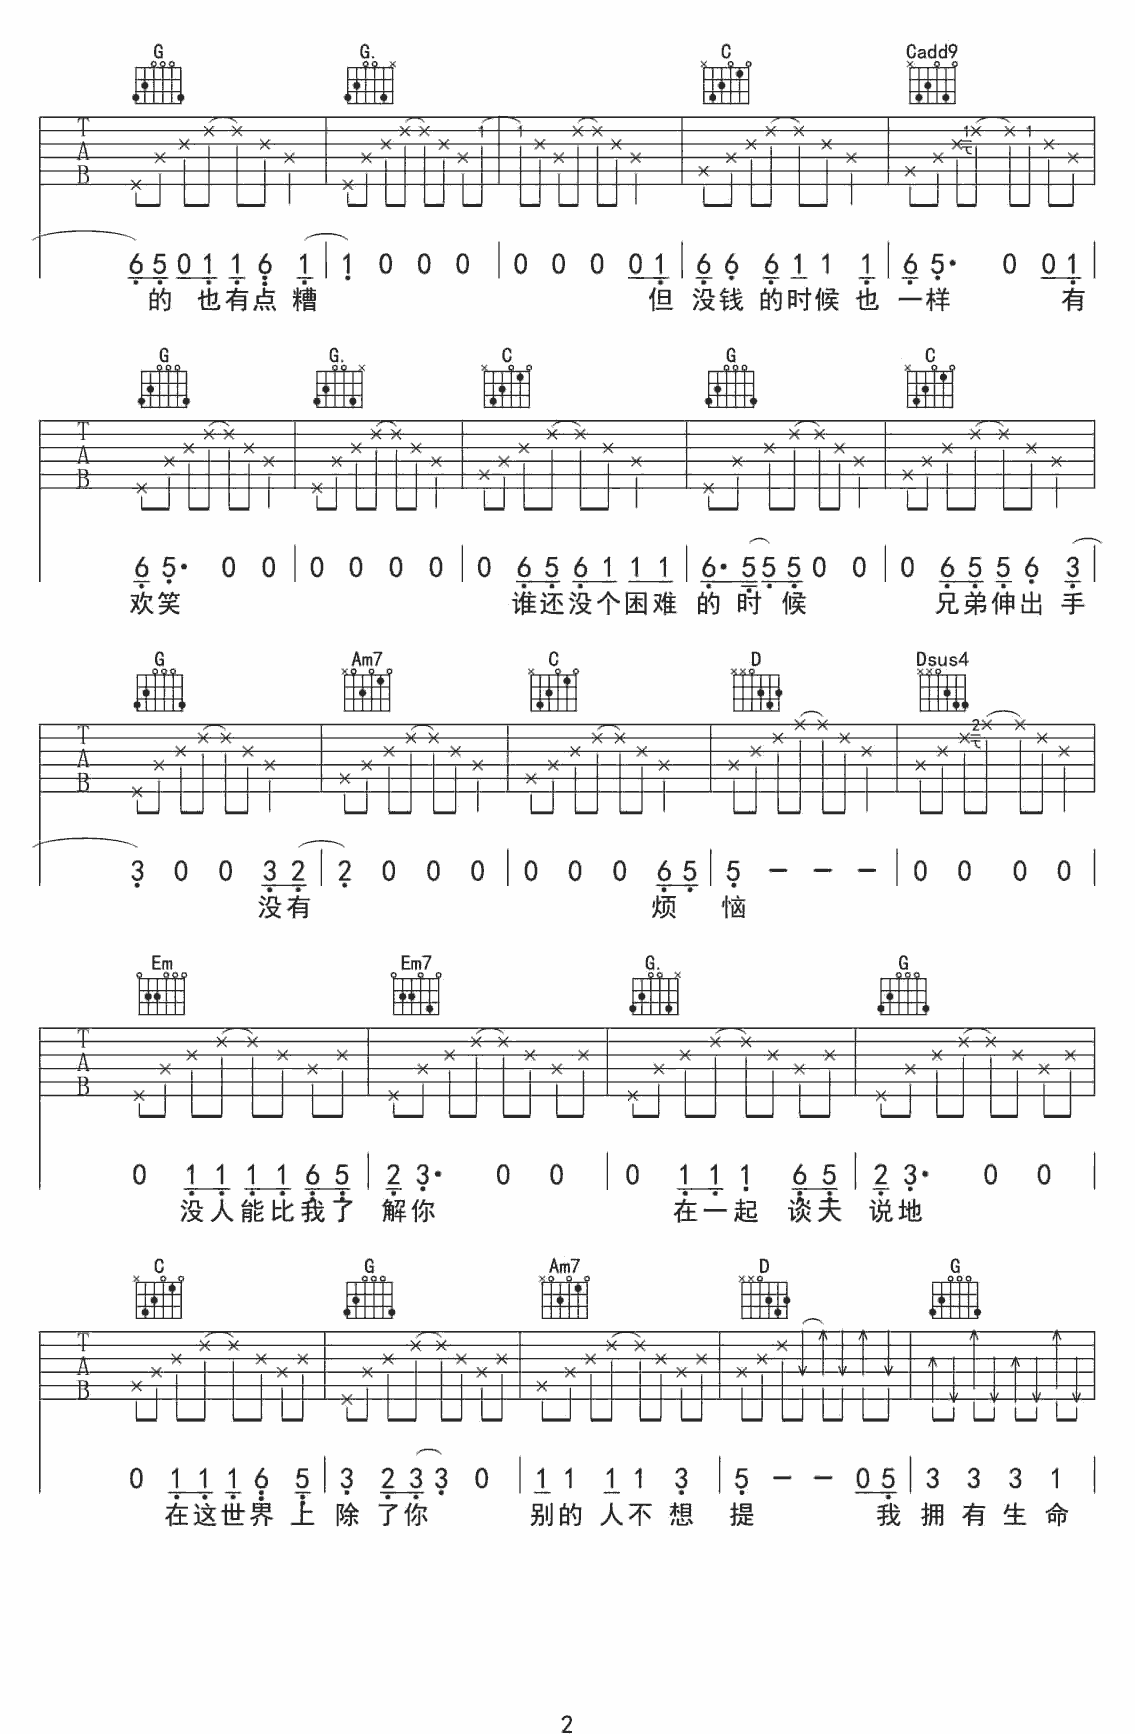 G G. C Cadd9
T
A
B
6 5 0 1 1 6 1 | 1 0 0 0 | 0 0 0 0 1 | 6 6 6 1 1 1 | 6 5· 0 0 1 |
的 也有点 糟 但 没钱 的时候 也 一样 有
G G. C G C
T
A
B
6 5· 0 0 | 0 0 0 0 | 0 6 5 6 1 1 1 | 6· 5 5 5 0 0 | 0 6 5 5 6 3 |
欢笑 谁还没个困难 的 时 候 兄弟伸出 手
G Am7 C D Dsus4
T
A
B
3 0 0 3 2 | 2 0 0 0 | 0 0 0 6 5 | 5 – – – | 0 0 0 0 |
没有 烦 恼
Em Em7 G. G
T
A
B
0 1 1 1 1 6 5 | 2 3· 0 0 | 0 1 1 1 6 5 | 2 3· 0 0 |
没人能比我了 解你 在一起 谈天 说地
C G Am7 D G
T
A
B
0 1 1 1 6 5 | 3 2 3 3 0 | 1 1 1 1 3 | 5 – – 0 5 | 3 3 3 1 |
在这世界 上 除 了你 别的 人不 想 提 我 拥 有 生 命
2